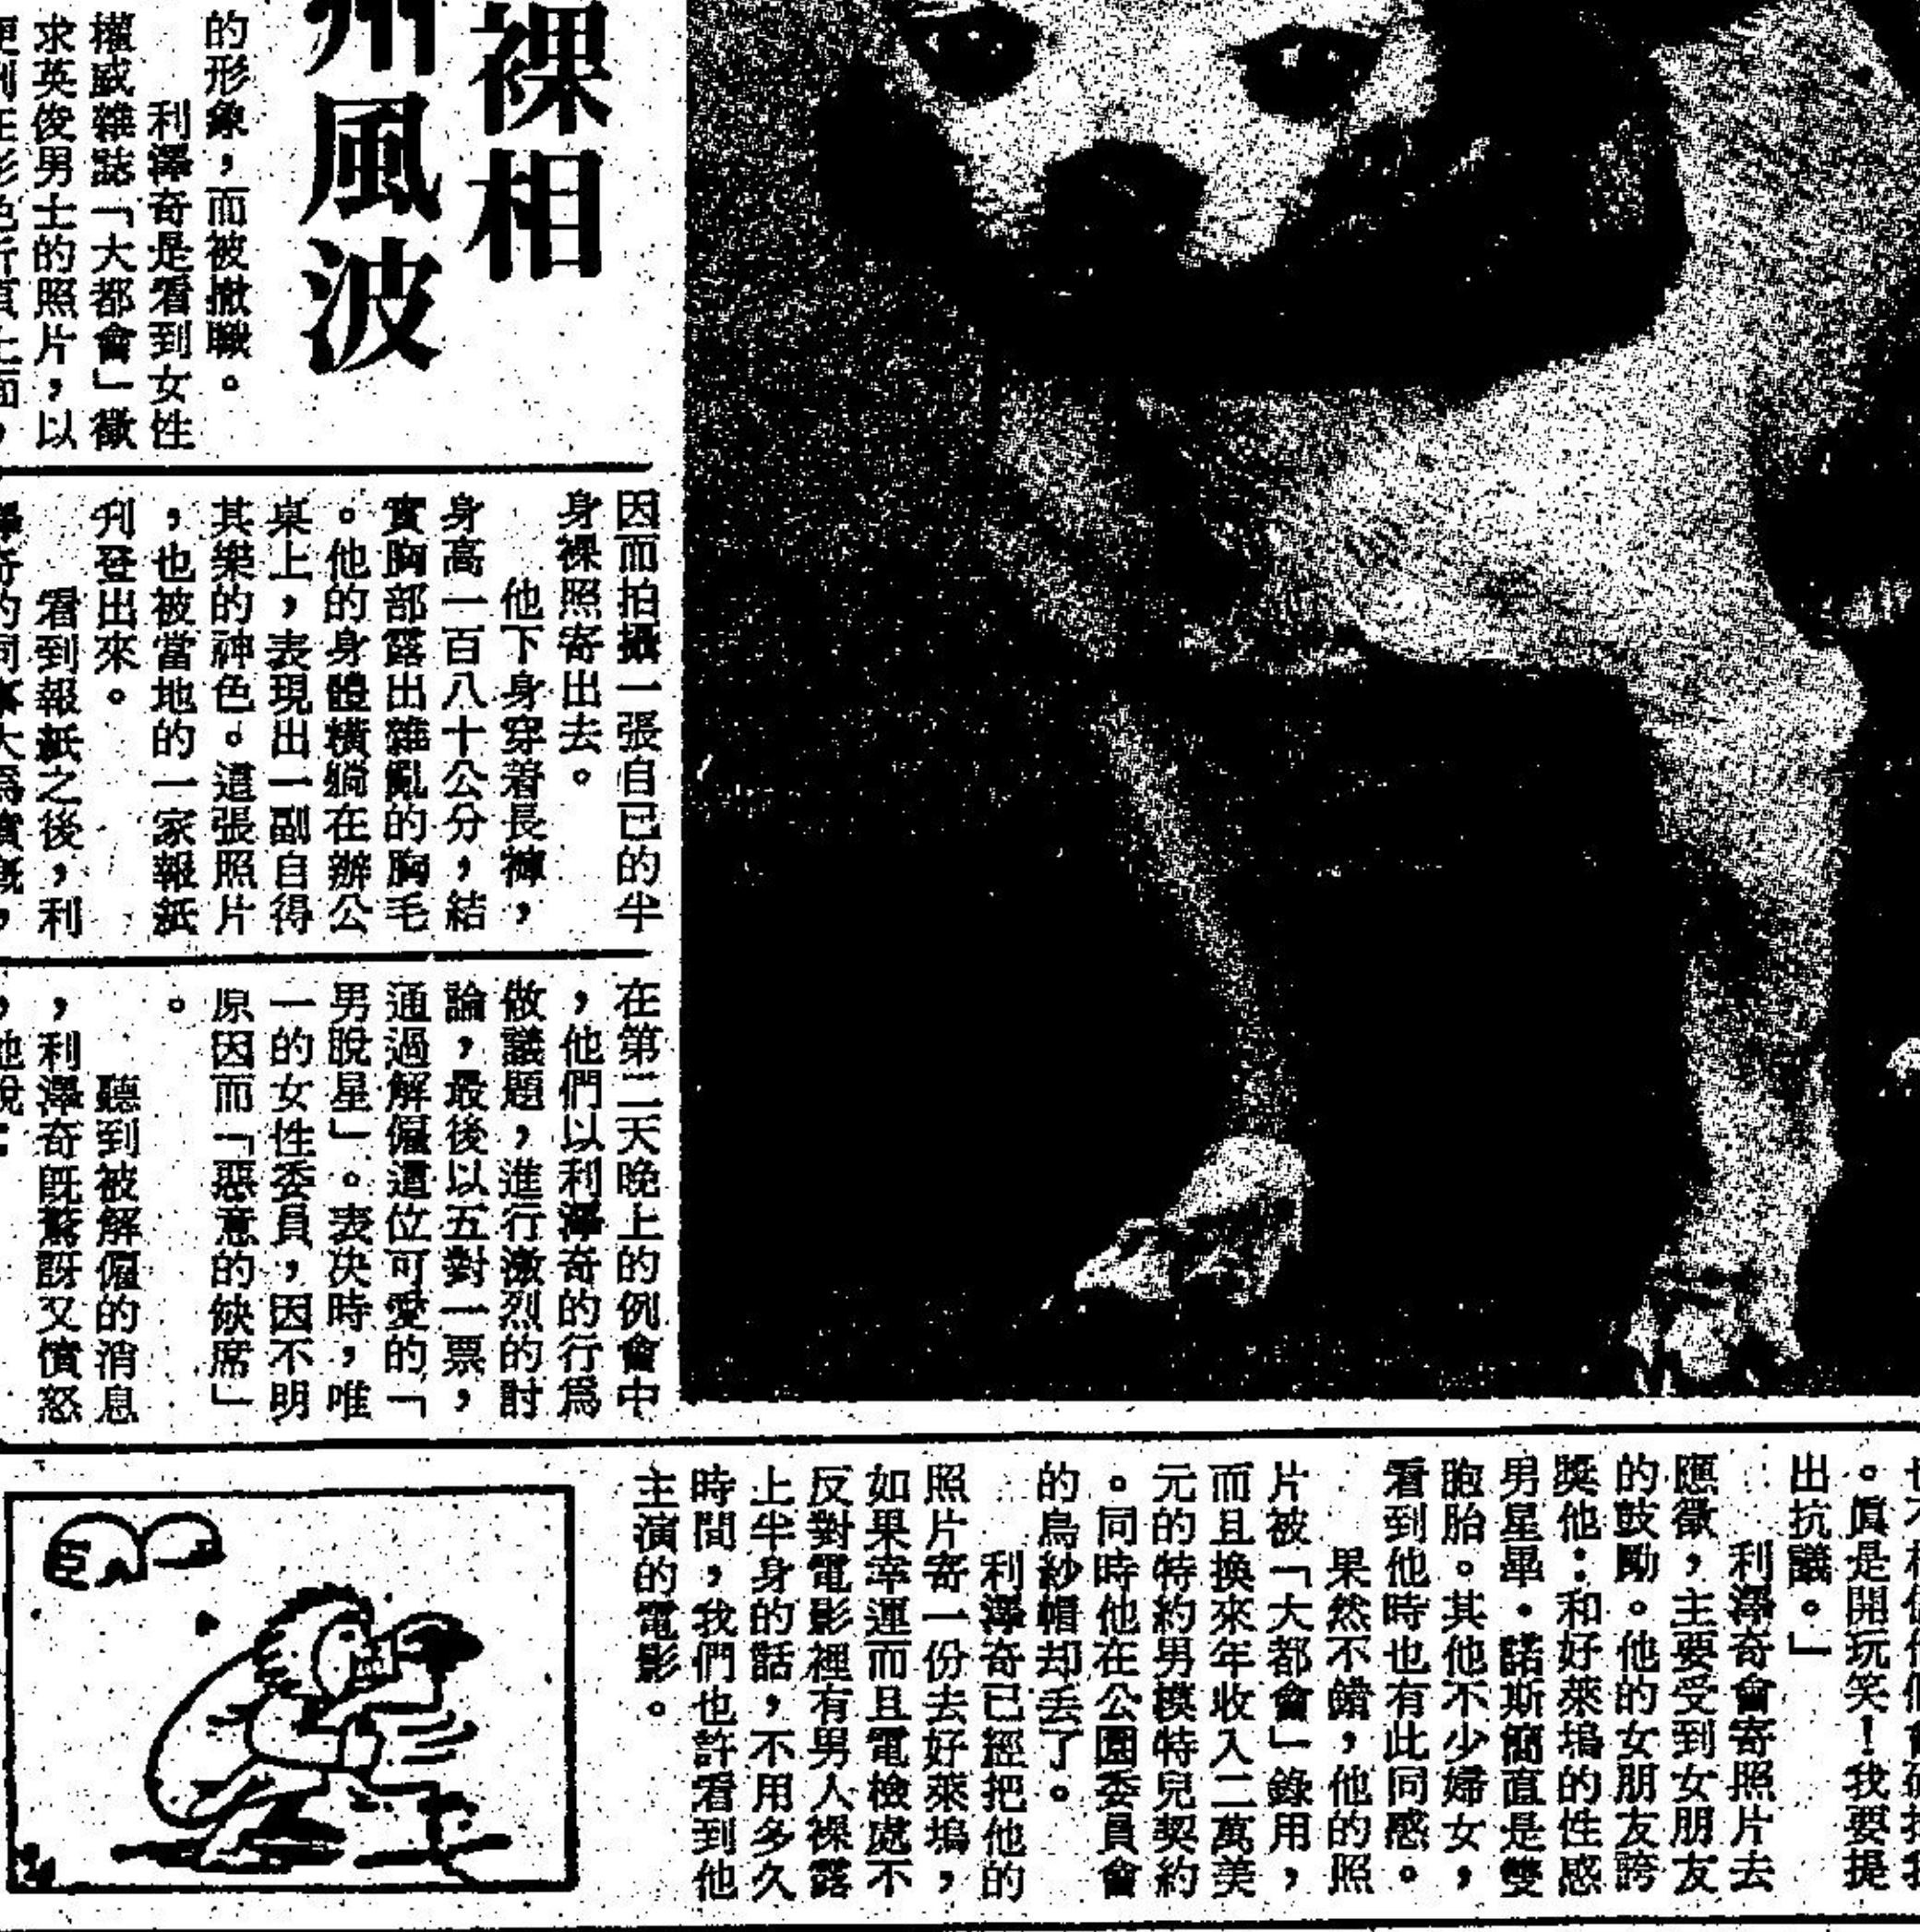 裸相
州風波
的形象，而被撤職。
利澤奇是看到女性
權威雜誌「大都會」徵
求英俊男士的照片，以
因而拍攝一張自己的半
身裸照寄出去。
他下身穿着長褲，
身高一百八十公分，結
實胸部露出雜亂的胸毛
。他的身體橫躺在辦公
桌上，表現出一副自得
其樂的神色。這張照片
，也被當地的一家報紙
刋登出來。
看到報紙之後，利
在第二天晚上的例會中
，他們以利澤奇的行為
做議題，進行激烈的討
論，最後以五對一票，
通過解僱這位可愛的「
男脫星」。表決時，唯
一的女性委員，因不明
原因而「惡意的缺席」
。
聽到被解僱的消息
，利澤奇既驚訝又憤怒
，他說：
。眞是開玩笑！我要提
出抗議。」
利澤奇會寄照片去
應徵，主要受到女朋友
的鼓勵。他的女朋友誇
獎他：和好萊塢的性感
男星畢・諾斯簡直是雙
胞胎。其他不少婦女，
看到他時也有此同感。
果然不錯，他的照
片被「大都會」錄用，
而且換來年收入二萬美
元的特約男模特兒契約
。同時他在公園委員會
的烏紗帽却丢了。
利澤奇已經把他的
照片寄一份去好萊塢，
如果幸運而且電檢處不
反對電影裡有男人裸露
上半身的話，不用多久
時間，我們也許看到他
主演的電影。